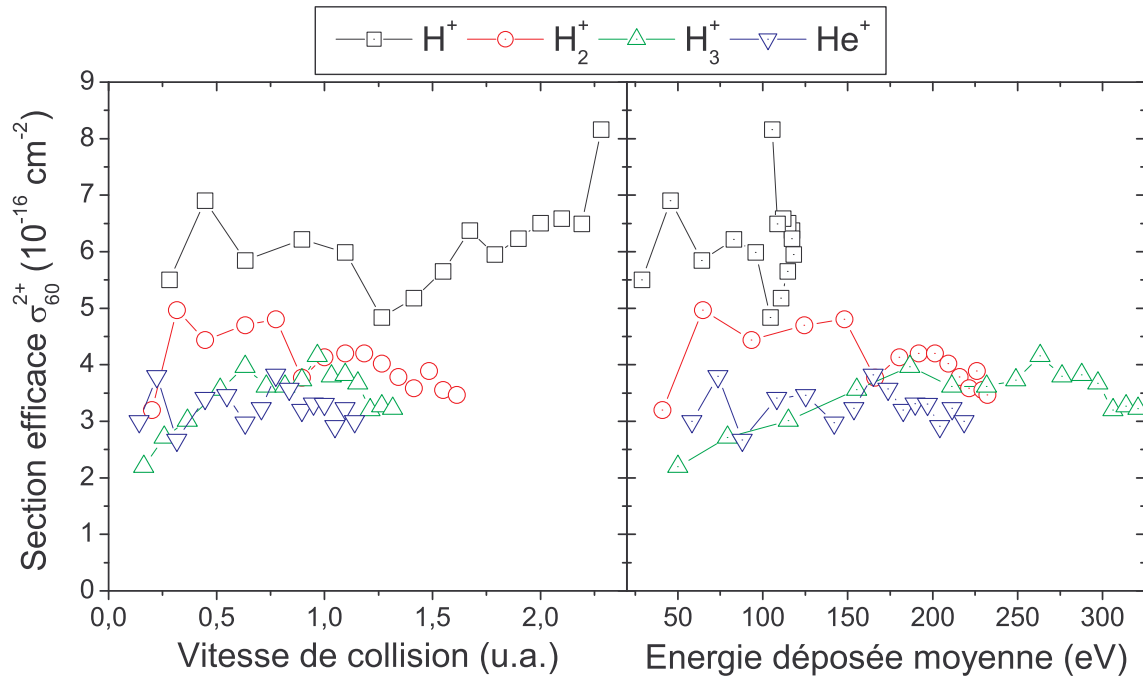 H⁺ H₂⁺ H₃⁺ He⁺
Section efficace σ₆₀²⁺ (10⁻¹⁶ cm⁻²)
9
8
7
6
5
4
3
2
1
0
0,0 0,5 1,0 1,5 2,0
50 100 150 200 250 300
Vitesse de collision (u.a.)
Energie déposée moyenne (eV)